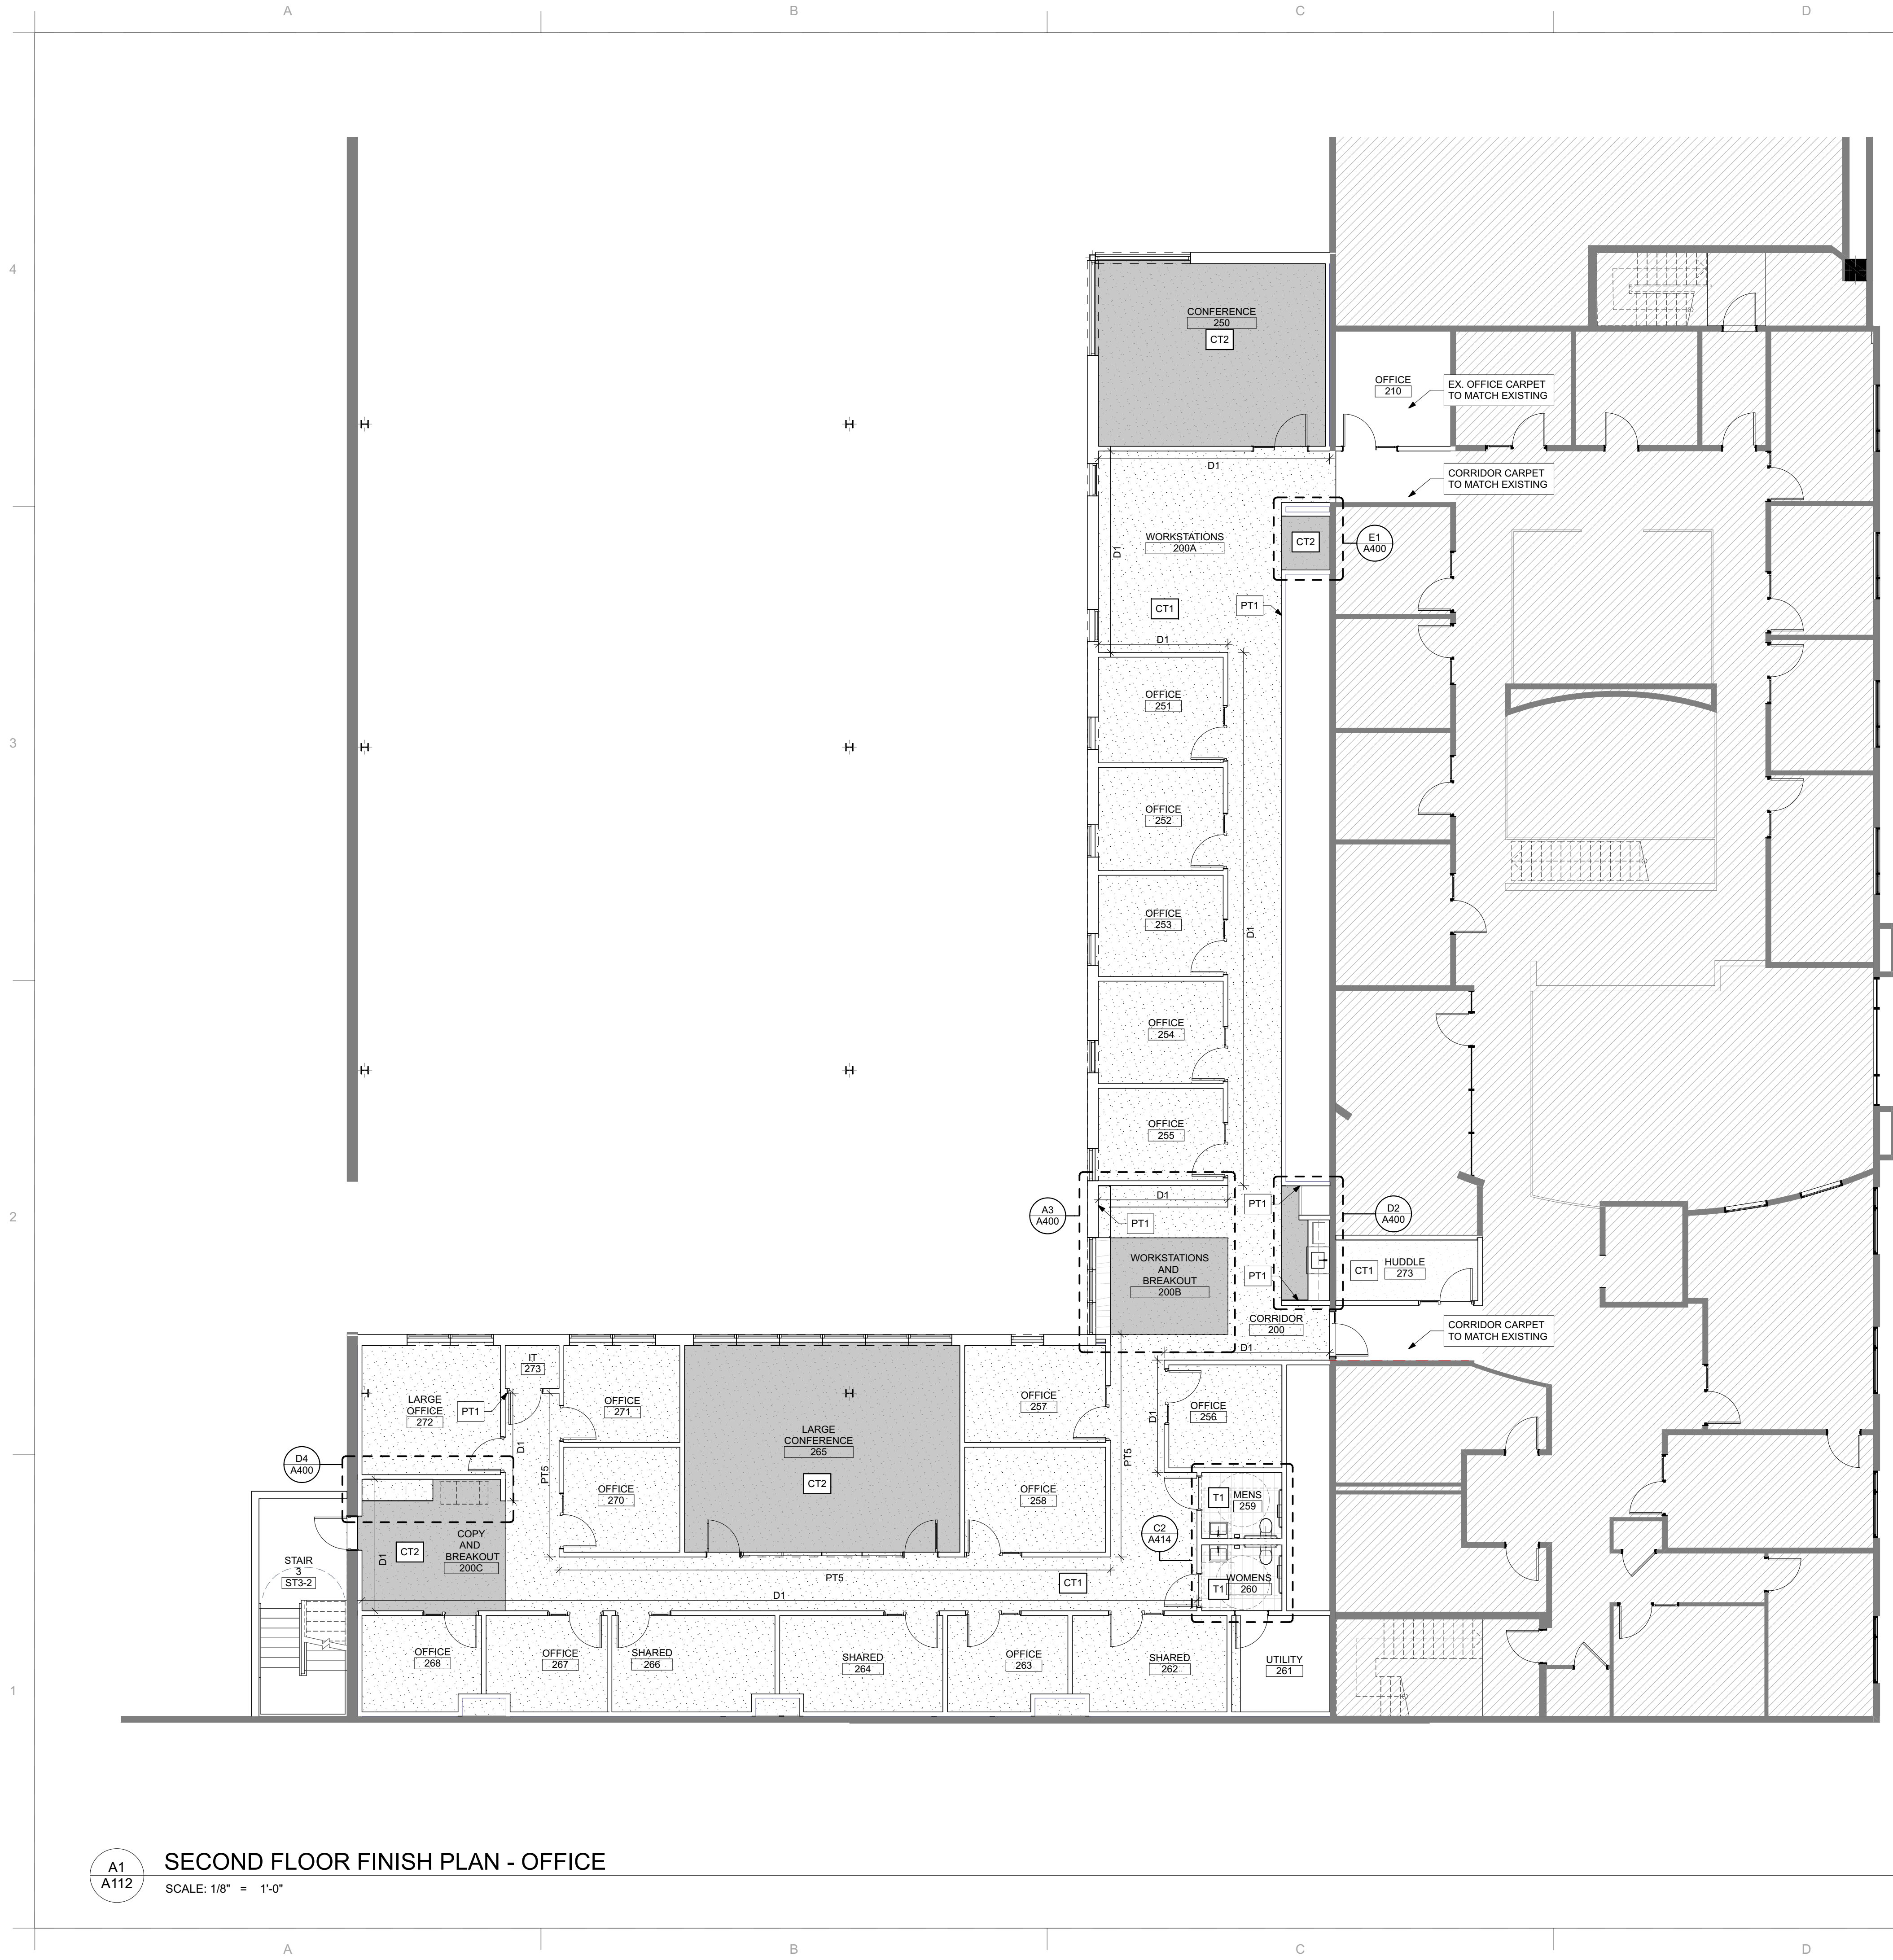 A
B
C
D
4
CONFERENCE
250
CT2
OFFICE
210
EX. OFFICE CARPET
TO MATCH EXISTING
D1
CORRIDOR CARPET
TO MATCH EXISTING
WORKSTATIONS
200A
D1
CT2
E1
A400
CT1
PT1
D1
OFFICE
251
3
OFFICE
252
OFFICE
253
D1
OFFICE
254
OFFICE
255
2
D1
A3
A400
PT1
PT1
D2
A400
WORKSTATIONS
AND
BREAKOUT
200B
PT1
CT1
HUDDLE
273
CORRIDOR
200
CORRIDOR CARPET
TO MATCH EXISTING
D1
IT
273
LARGE
OFFICE
272
PT1
OFFICE
271
OFFICE
257
OFFICE
256
D1
LARGE
CONFERENCE
265
CT2
D1
PT5
PT5
D4
A400
OFFICE
270
OFFICE
258
T1
MENS
259
C2
A414
COPY
AND
BREAKOUT
200C
CT2
D1
STAIR
3
ST3-2
PT5
CT1
T1
WOMENS
260
D1
OFFICE
268
OFFICE
267
SHARED
266
SHARED
264
OFFICE
263
SHARED
262
UTILITY
261
1
A1
A112
SECOND FLOOR FINISH PLAN - OFFICE
SCALE: 1/8" = 1'-0"
A
B
C
D